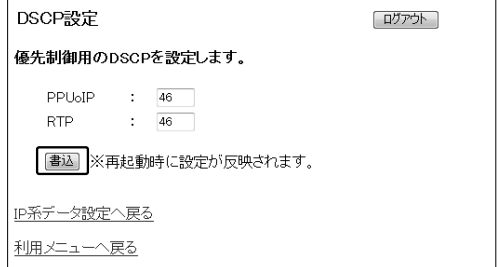 DSCP設定 ログアウト
優先制御用のDSCPを設定します。
PPUoIP : 46
RTP : 46
書込 ※再起動時に設定が反映されます。
IP系データ設定へ戻る
利用メニューへ戻る